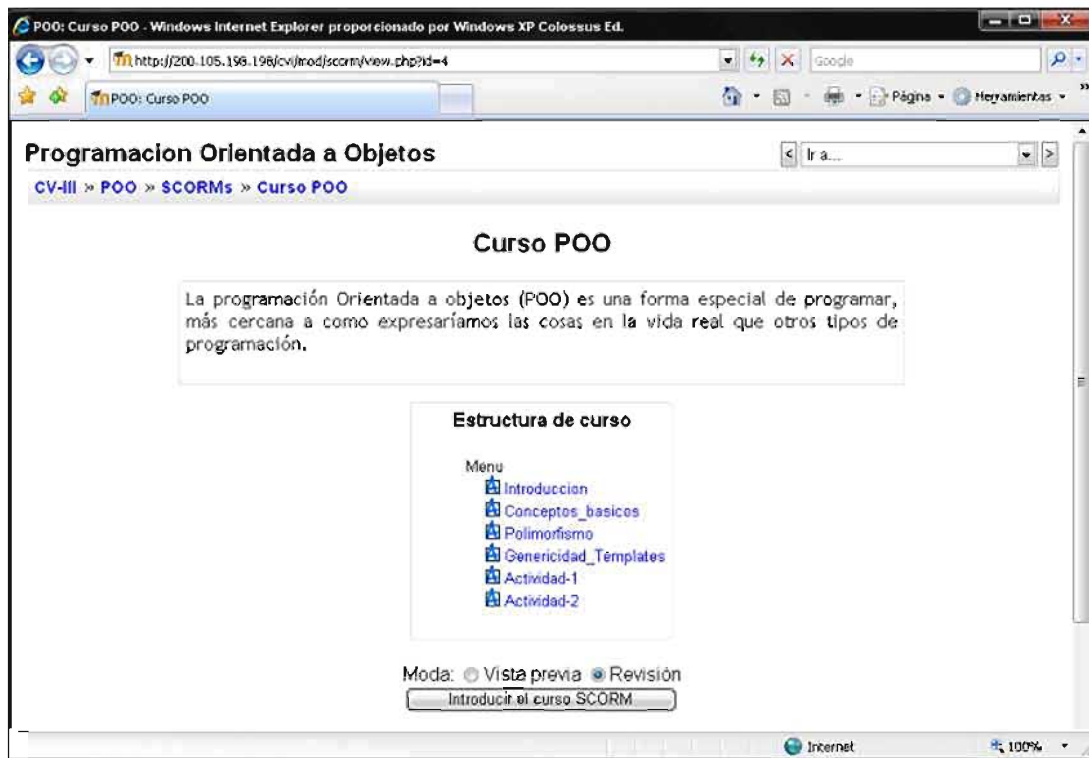 POO: Curso POO - Windows Internet Explorer proporcionado por Windows XP Colossus Ed.
http://200.105.198.198/cvi/mod/scorm/view.php?id=4
Google
POO: Curso POO
Página
Herramientas
Programacion Orientada a Objetos
< Ir a... >
CV-III » POO » SCORMs » Curso POO
Curso POO
La programación Orientada a objetos (POO) es una forma especial de programar,
más cercana a como expresaríamos las cosas en la vida real que otros tipos de
programación.
Estructura de curso
Menu
Introduccion
Conceptos_basicos
Polimorfismo
Genericidad_Templates
Actividad-1
Actividad-2
Moda: Vista previa Revisión
Introducir el curso SCORM
Internet
100%